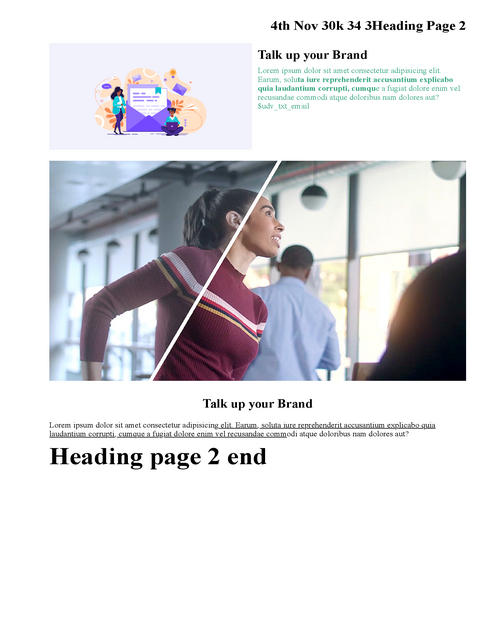 4th Nov 30k 34 3Heading Page 2
Talk up your Brand
Lorem ipsum dolor sit amet consectetur adipisicing elit.
Earum, soluta iure reprehenderit accusantium explicabo
quia laudantium corrupti, cumque a fugiat dolore enim vel
recusandae commodi atque doloribus nam dolores aut?
$udv_txt_email
Talk up your Brand
Lorem ipsum dolor sit amet consectetur adipisicing elit. Earum, soluta iure reprehenderit accusantium explicabo quia
laudantium corrupti, cumque a fugiat dolore enim vel recusandae commodi atque doloribus nam dolores aut?
Heading page 2 end